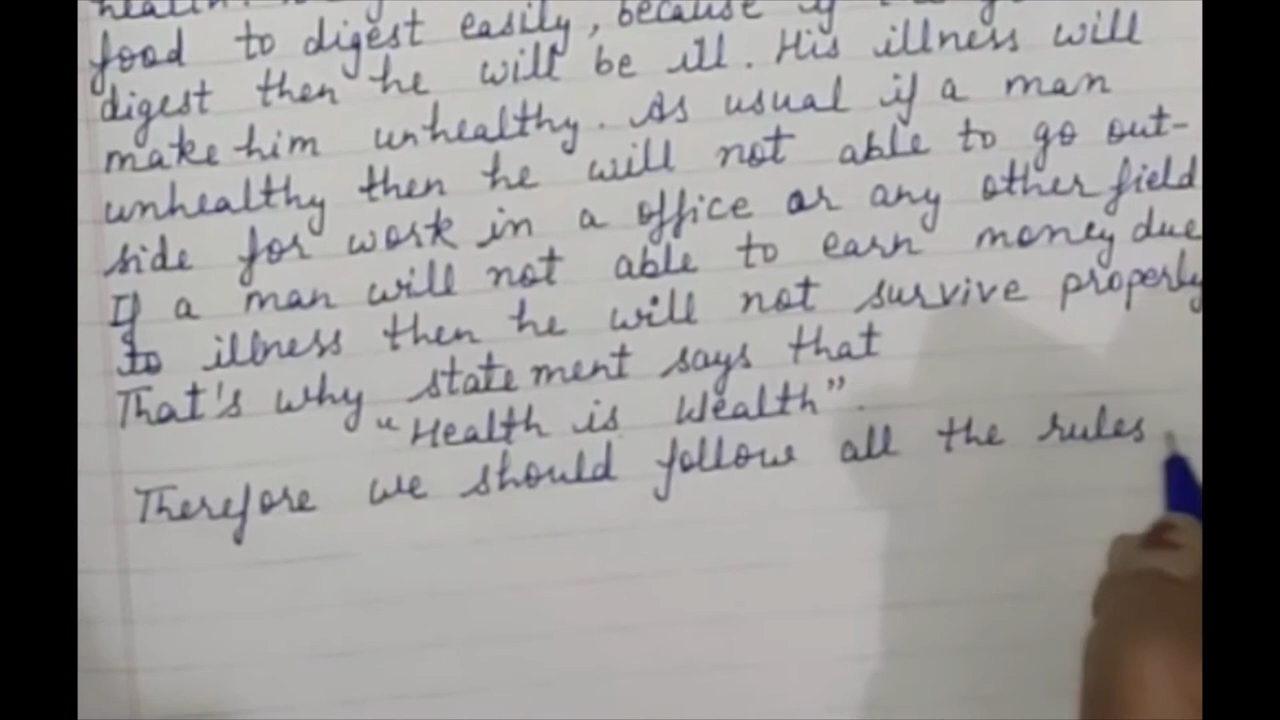 health.
food to digest easily, because if
digest then he will be ill. His illness will
make him unhealthy. As usual if a man
unhealthy then he will not able to go out-
side for work in a office or any other field
If a man will not able to earn money due
to illness then he will not survive properly
That's why statement says that
"Health is Wealth".
Therefore we should follow all the rules